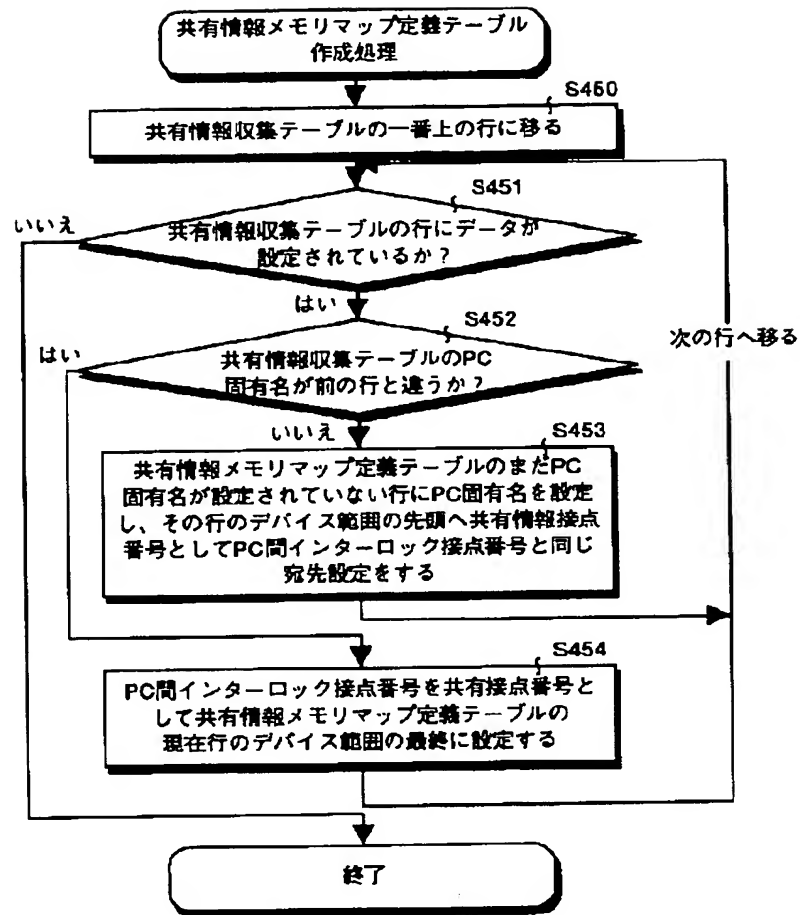 共有情報メモリマップ定義テーブル
作成処理
S450
共有情報収集テーブルの一番上の行に移る
S451
いいえ
共有情報収集テーブルの行にデータが
設定されているか?
はい
S452
はい
共有情報収集テーブルのPC
固有名が前の行と違うか?
次の行へ移る
いいえ
S453
共有情報メモリマップ定義テーブルのまだPC
固有名が設定されていない行にPC固有名を設定
し、その行のデバイス範囲の先頭へ共有情報接点
番号としてPC間インターロック接点番号と同じ
宛先設定をする
S454
PC間インターロック接点番号を共有接点番号と
して共有情報メモリマップ定義テーブルの
現在行のデバイス範囲の最終に設定する
終了